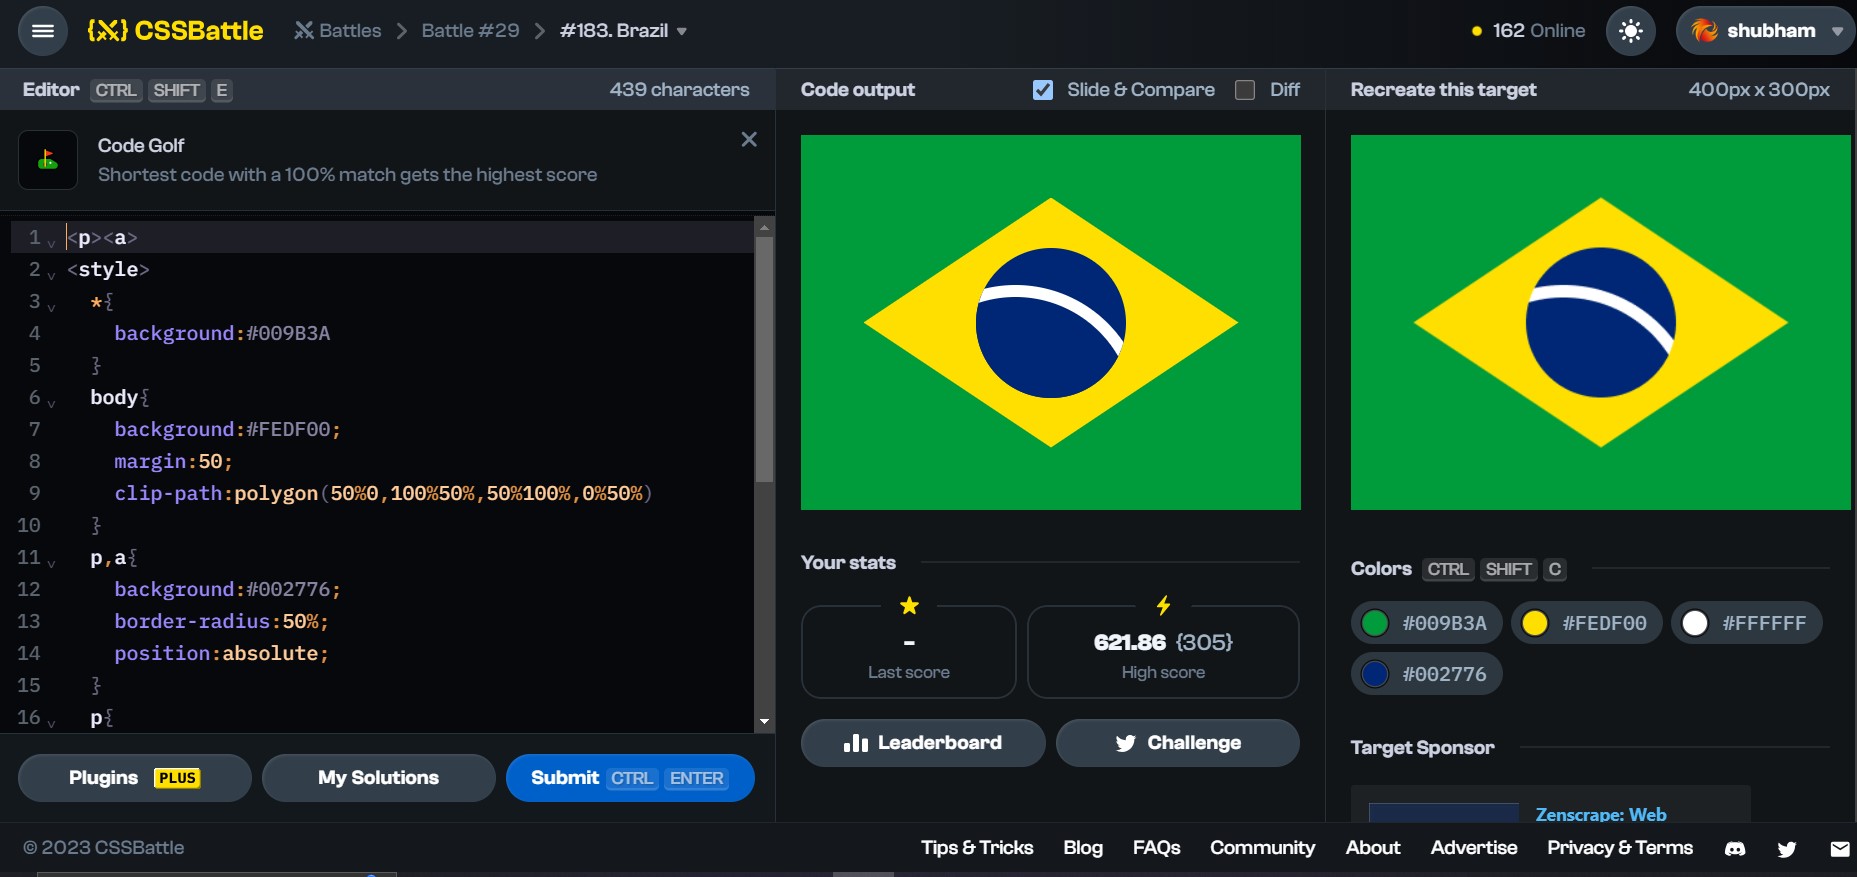 CSSBattle Battles Battle #29 #183. Brazil 162 Online shubham
Editor CTRL SHIFT E 439 characters
Code Golf
Shortest code with a 100% match gets the highest score
1 <p><a>
2 <style>
3 *{
4 background:#009B3A
5 }
6 body{
7 background:#FEDF00;
8 margin:50;
9 clip-path:polygon(50%0,100%50%,50%100%,0%50%)
10 }
11 p,a{
12 background:#002776;
13 border-radius:50%;
14 position:absolute;
15 }
16 p{
Plugins PLUS My Solutions Submit CTRL ENTER
Code output Slide & Compare Diff
Your stats
-
Last score
621.86 {305}
High score
Leaderboard Challenge
Recreate this target 400px x 300px
Colors CTRL SHIFT C
#009B3A #FEDF00 #FFFFFF
#002776
Target Sponsor
Zenscrape: Web
© 2023 CSSBattle Tips & Tricks Blog FAQs Community About Advertise Privacy & Terms